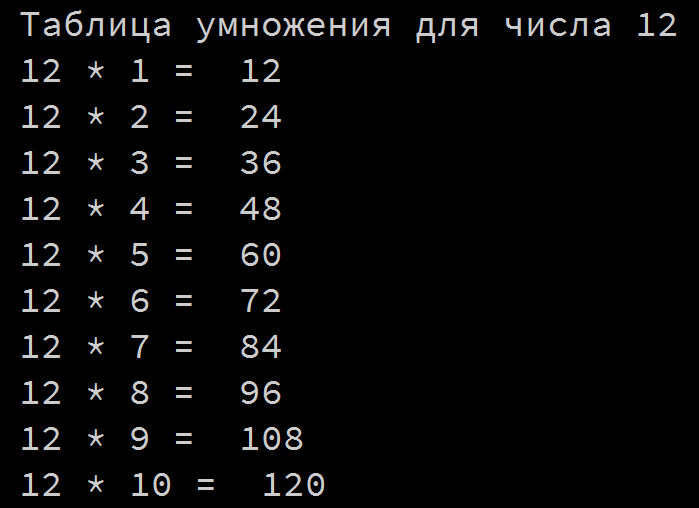 Таблица умножения для числа 12
12 * 1 =  12
12 * 2 =  24
12 * 3 =  36
12 * 4 =  48
12 * 5 =  60
12 * 6 =  72
12 * 7 =  84
12 * 8 =  96
12 * 9 =  108
12 * 10 =  120